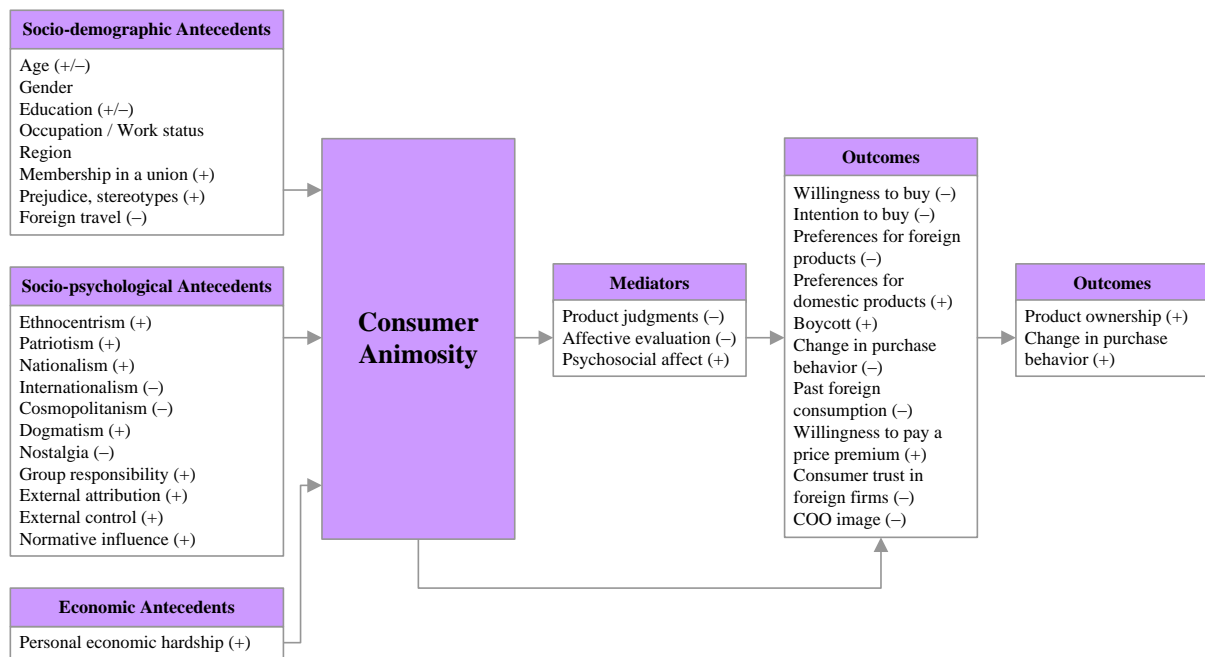 Socio-demographic Antecedents
Age (+/–)
Gender
Education (+/–)
Occupation / Work status
Region
Membership in a union (+)
Prejudice, stereotypes (+)
Foreign travel (–)
Socio-psychological Antecedents
Ethnocentrism (+)
Patriotism (+)
Nationalism (+)
Internationalism (–)
Cosmopolitanism (–)
Dogmatism (+)
Nostalgia (–)
Group responsibility (+)
External attribution (+)
External control (+)
Normative influence (+)
Economic Antecedents
Personal economic hardship (+)
Consumer
Animosity
Mediators
Product judgments (–)
Affective evaluation (–)
Psychosocial affect (+)
Outcomes
Willingness to buy (–)
Intention to buy (–)
Preferences for foreign
products (–)
Preferences for
domestic products (+)
Boycott (+)
Change in purchase
behavior (–)
Past foreign
consumption (–)
Willingness to pay a
price premium (+)
Consumer trust in
foreign firms (–)
COO image (–)
Outcomes
Product ownership (+)
Change in purchase
behavior (+)